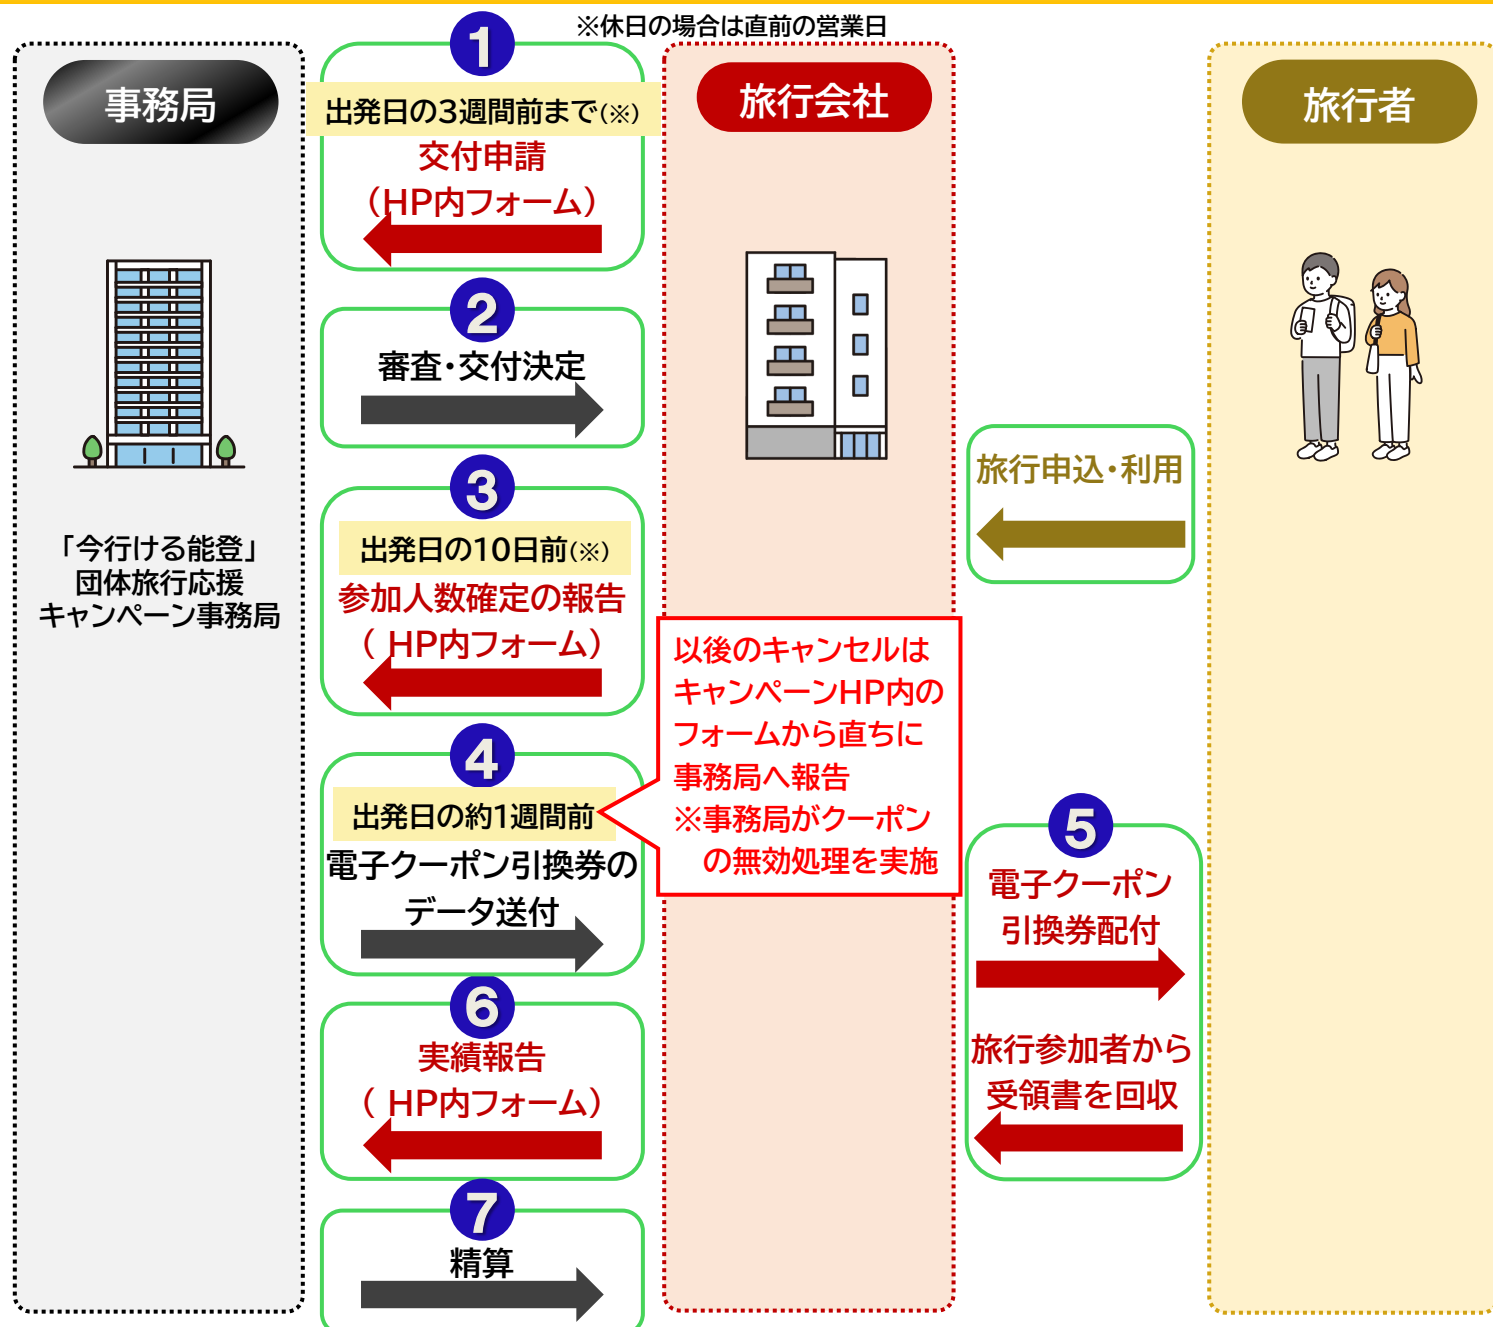 ※休日の場合は直前の営業日
事務局
「今行ける能登」
団体旅行応援
キャンペーン事務局
旅行会社
旅行者
1
出発日の3週間前まで(※)
交付申請
(HP内フォーム)
2
審査・交付決定
3
出発日の10日前(※)
参加人数確定の報告
( HP内フォーム)
旅行申込・利用
以後のキャンセルは
キャンペーンHP内の
フォームから直ちに
事務局へ報告
※事務局がクーポン
の無効処理を実施
4
出発日の約1週間前
電子クーポン引換券の
データ送付
5
電子クーポン
引換券配付
旅行参加者から
受領書を回収
6
実績報告
( HP内フォーム)
7
精算